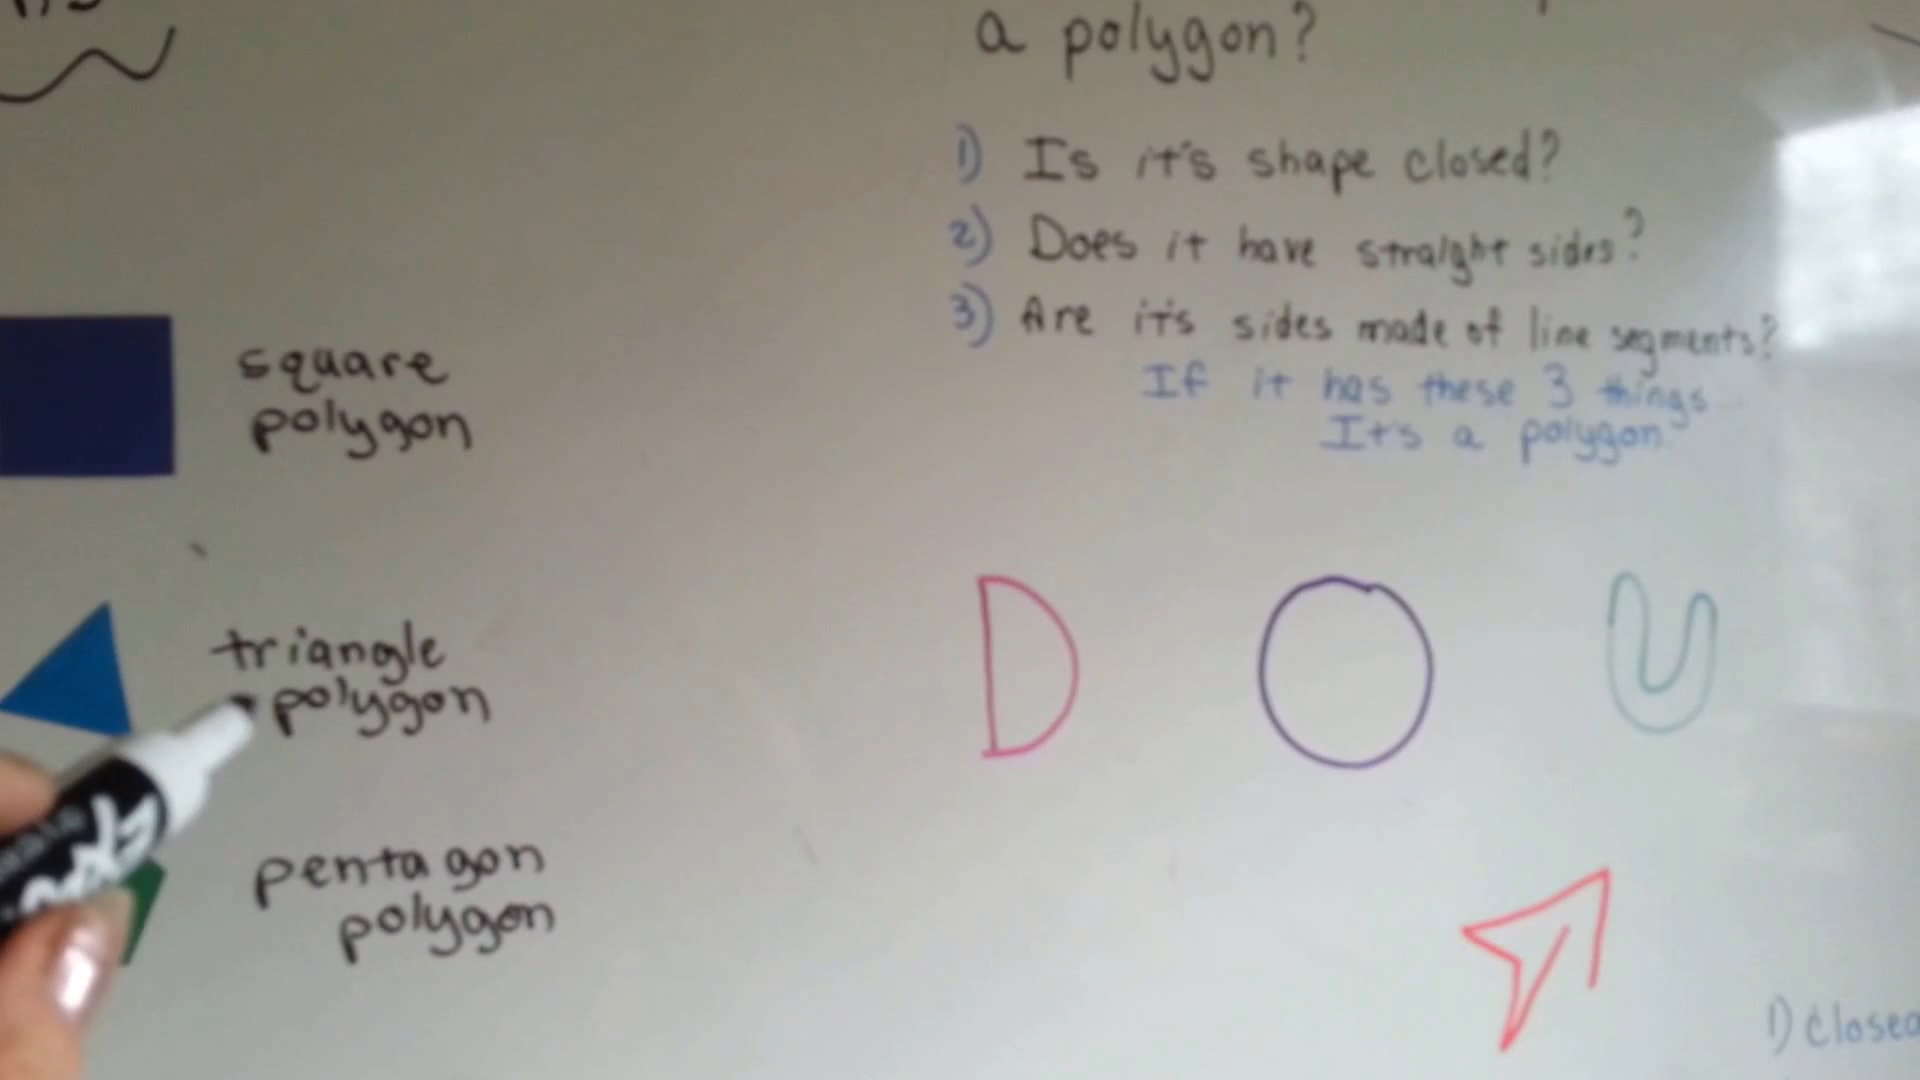 a polygon?
1) Is it's shape closed?
2) Does it have straight sides?
3) Are it's sides made of line segments?
If it has these 3 things...
It's a polygon
square
polygon
triangle
polygon
pentagon
polygon
EXPO
1) Closed